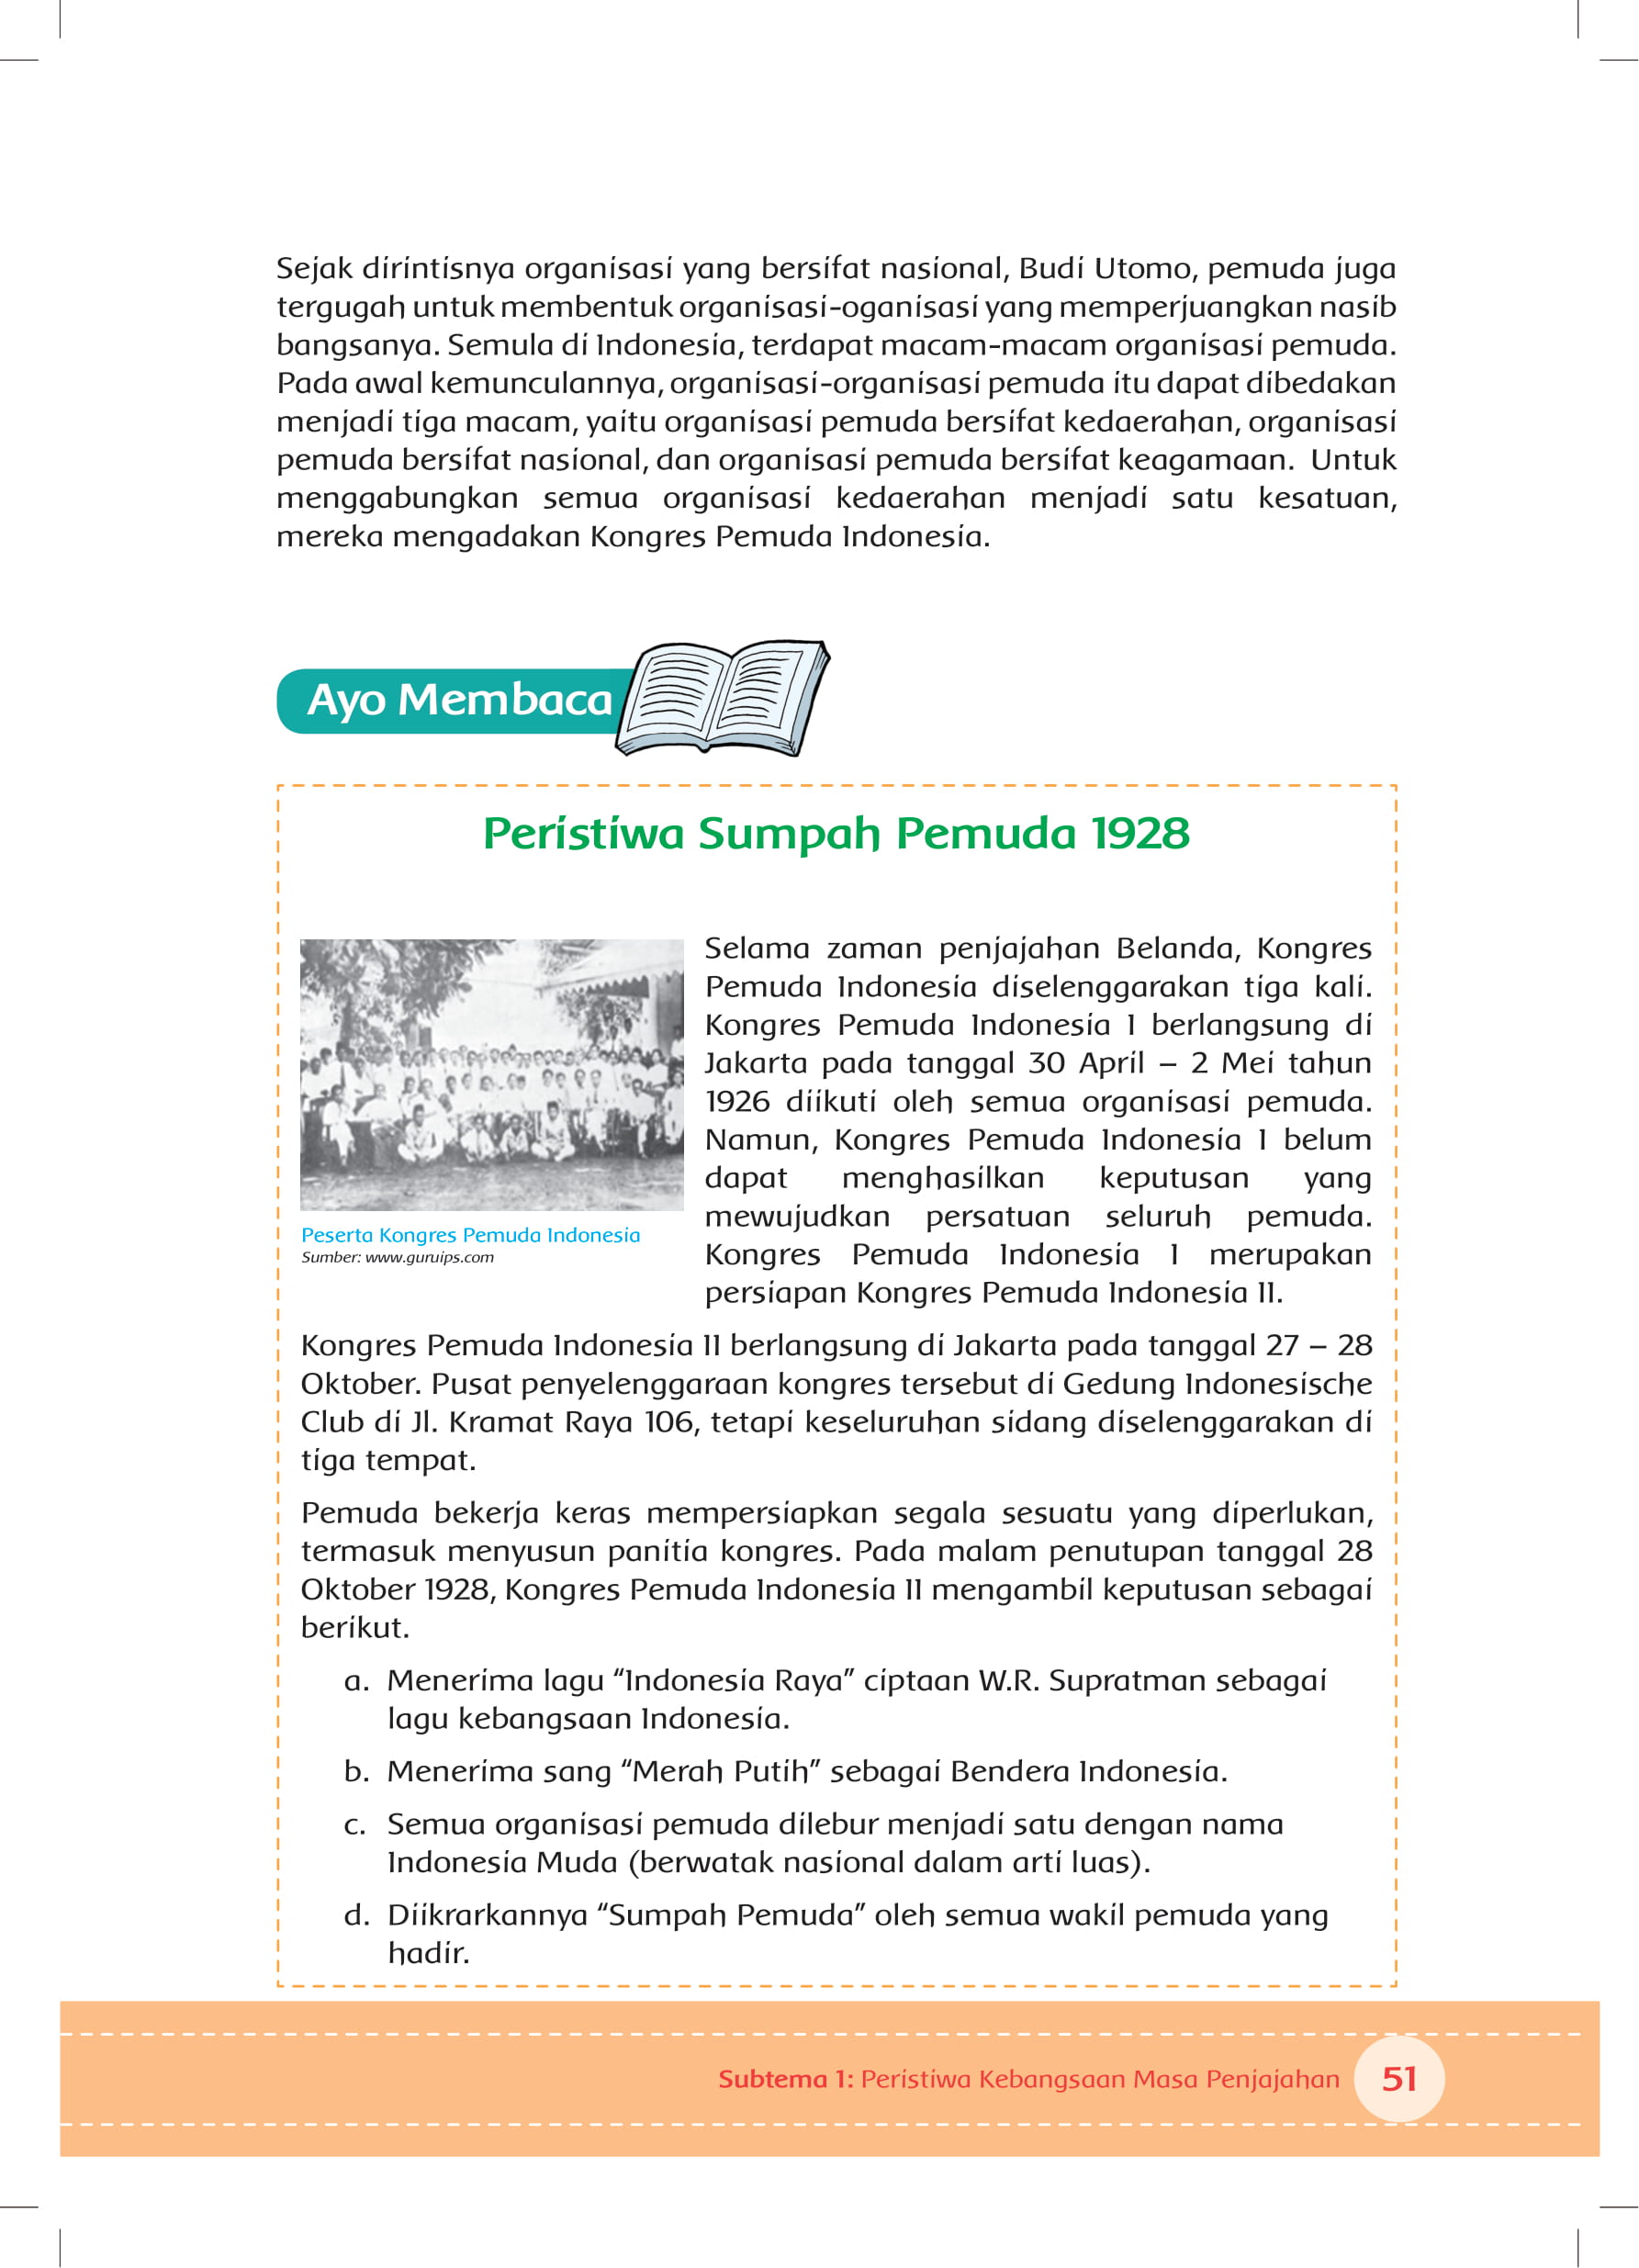 Sejak dirintisnya organisasi yang bersifat nasional, Budi Utomo, pemuda juga
tergugah untuk membentuk organisasi-oganisasi yang memperjuangkan nasib
bangsanya. Semula di Indonesia, terdapat macam-macam organisasi pemuda.
Pada awal kemunculannya, organisasi-organisasi pemuda itu dapat dibedakan
menjadi tiga macam, yaitu organisasi pemuda bersifat kedaerahan, organisasi
pemuda bersifat nasional, dan organisasi pemuda bersifat keagamaan. Untuk
menggabungkan semua organisasi kedaerahan menjadi satu kesatuan,
mereka mengadakan Kongres Pemuda Indonesia.
Ayo Membaca
Peristiwa Sumpah Pemuda 1928
Selama zaman penjajahan Belanda, Kongres
Pemuda Indonesia diselenggarakan tiga kali.
Kongres Pemuda Indonesia I berlangsung di
Jakarta pada tanggal 30 April – 2 Mei tahun
1926 diikuti oleh semua organisasi pemuda.
Namun, Kongres Pemuda Indonesia I belum
dapat menghasilkan keputusan yang
mewujudkan persatuan seluruh pemuda.
Kongres Pemuda Indonesia I merupakan
persiapan Kongres Pemuda Indonesia II.
Peserta Kongres Pemuda Indonesia
Sumber: www.guruips.com
Kongres Pemuda Indonesia II berlangsung di Jakarta pada tanggal 27 – 28
Oktober. Pusat penyelenggaraan kongres tersebut di Gedung Indonesische
Club di Jl. Kramat Raya 106, tetapi keseluruhan sidang diselenggarakan di
tiga tempat.
Pemuda bekerja keras mempersiapkan segala sesuatu yang diperlukan,
termasuk menyusun panitia kongres. Pada malam penutupan tanggal 28
Oktober 1928, Kongres Pemuda Indonesia II mengambil keputusan sebagai
berikut.
a. Menerima lagu “Indonesia Raya” ciptaan W.R. Supratman sebagai
lagu kebangsaan Indonesia.
b. Menerima sang “Merah Putih” sebagai Bendera Indonesia.
c. Semua organisasi pemuda dilebur menjadi satu dengan nama
Indonesia Muda (berwatak nasional dalam arti luas).
d. Diikrarkannya “Sumpah Pemuda” oleh semua wakil pemuda yang
hadir.
Subtema 1: Peristiwa Kebangsaan Masa Penjajahan 51